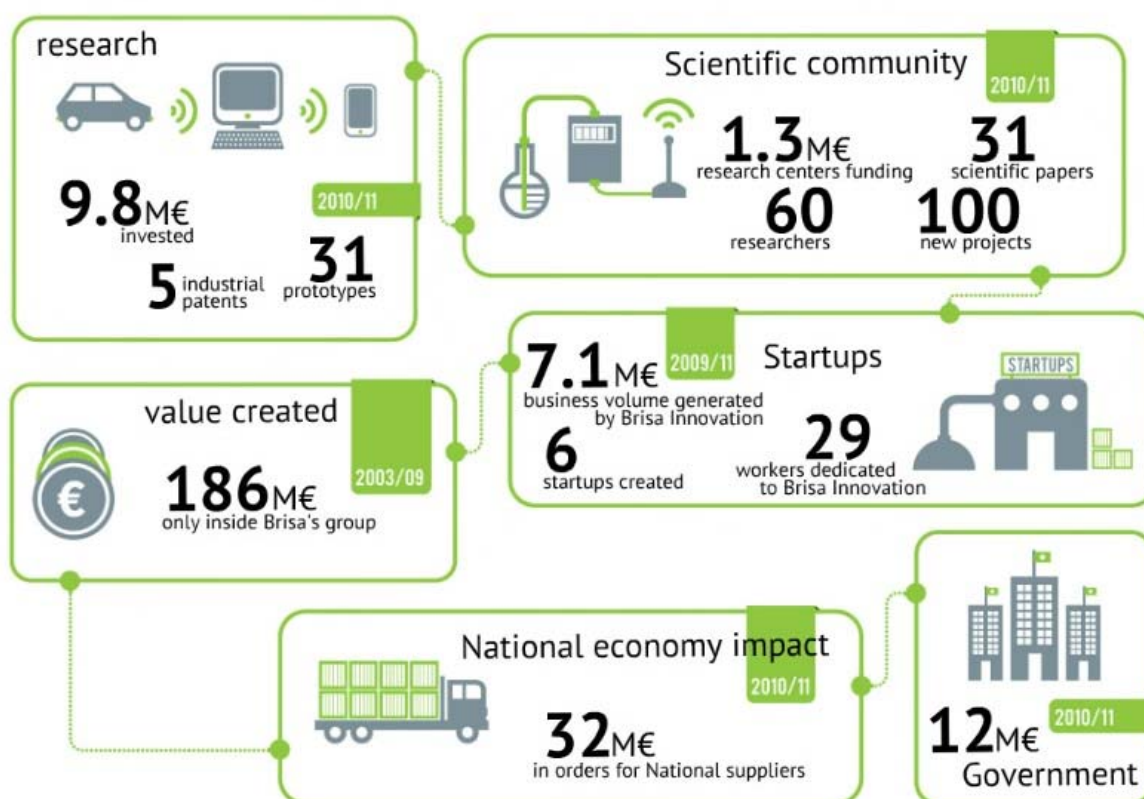 research
9.8M€
invested
2010/11
5 industrial
patents
31
prototypes
Scientific community
2010/11
1.3M€
research centers funding
31
scientific papers
60
researchers
100
new projects
7.1M€
business volume generated
by Brisa Innovation
2009/11
Startups
STARTUPS
6
startups created
29
workers dedicated
to Brisa Innovation
value created
2003/09
€
186M€
only inside Brisa's group
National economy impact
2010/11
32M€
in orders for National suppliers
12M€
2010/11
Government